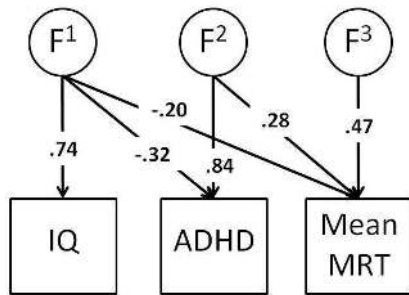 F1 F2 F3
-.20
.28 .47
.74 -.32 .84
IQ ADHD Mean
MRT